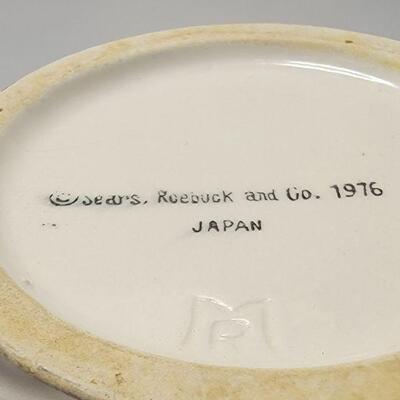 ©Sears, Roebuck and Co. 1976
JAPAN